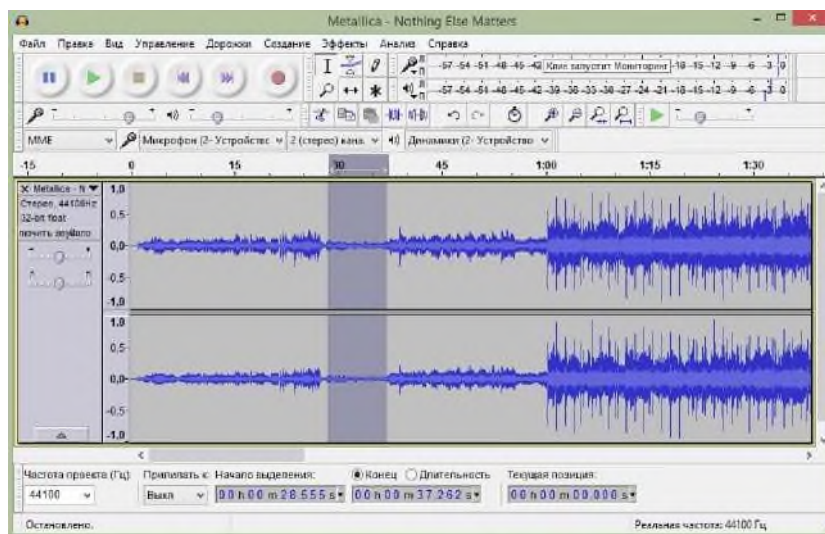 Metallica - Nothing Else Matters
Файл Правка Вид Управление Дорожки Создание Эффекты Анализ Справка
-57 -54 -51 -48 -45 -42 Клик запустит Мониторинг -18 -15 -12 -9 -6 -3 0
-57 -54 -51 -48 -45 -42 -39 -36 -33 -30 -27 -24 -21 -18 -15 -12 -9 -6 -3 0
MME Микрофон (2- Устройстес 2 (стерео) кана. Динамики (2- Устройство
-15 0 15 30 45 1:00 1:15 1:30
Metallica - N
Стерео, 44100Hz
32-bit float
1,0
0,5
0,0
-0,5
-1,0
1,0
0,5
0,0
-0,5
-1,0
Частота проекта (Гц): Прилипать к: Начало выделения: Конец Длительность Текущая позиция:
44100 Выкл 00 h 00 m 28.555 s 00 h 00 m 37.262 s 00 h 00 m 00.000 s
Остановлено. Реальная частота: 44100 Гц